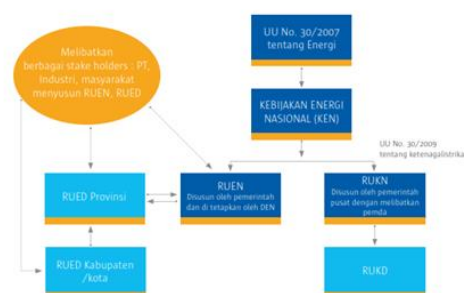 Melibatkan
berbagai stake holders : PT,
Industri, masyarakat
menyusun RUEN, RUED
UU No. 30/2007
tentang Energi
KEBIJAKAN ENERGI
NASIONAL (KEN)
UU No. 30/2009
tentang ketenagalistrika
RUED Provinsi
RUEN
Disusun oleh pemerintah
dan di tetapkan oleh DEN
RUKN
Disusun oleh pemerintah
pusat dengan melibatkan
pemda
RUED Kabupaten
/kota
RUKD